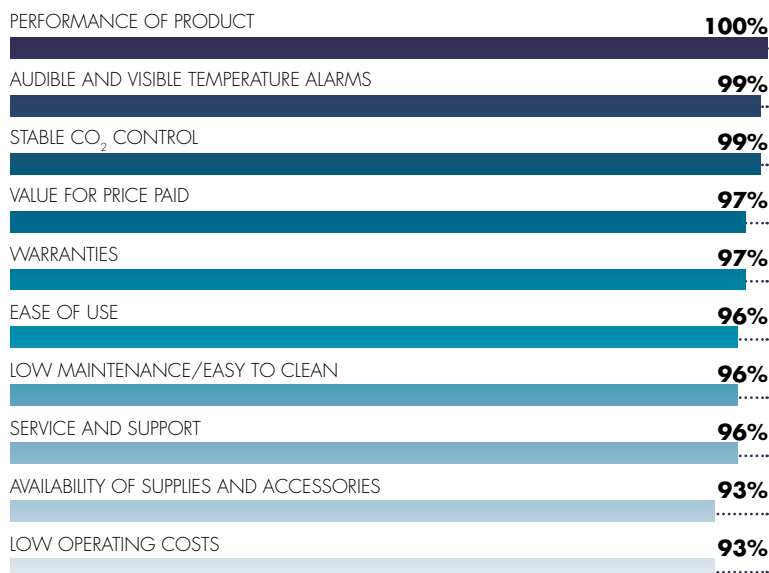 PERFORMANCE OF PRODUCT 100%
AUDIBLE AND VISIBLE TEMPERATURE ALARMS 99%
STABLE CO₂ CONTROL 99%
VALUE FOR PRICE PAID 97%
WARRANTIES 97%
EASE OF USE 96%
LOW MAINTENANCE/EASY TO CLEAN 96%
SERVICE AND SUPPORT 96%
AVAILABILITY OF SUPPLIES AND ACCESSORIES 93%
LOW OPERATING COSTS 93%